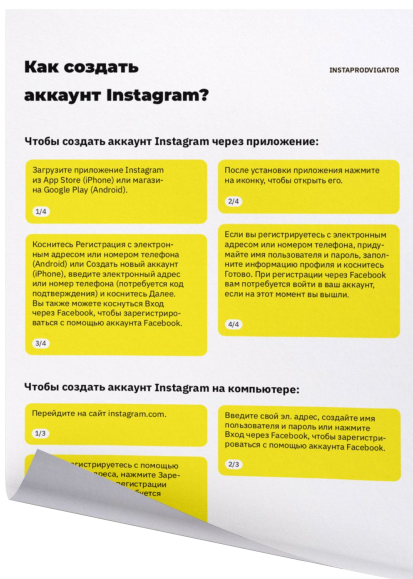 Как создать
аккаунт Instagram?
INSTAPRODVIGATOR
Чтобы создать аккаунт Instagram через приложение:
Загрузите приложение Instagram
из App Store (iPhone) или магази-
на Google Play (Android).
1/4
После установки приложения нажмите
на иконку, чтобы открыть его.
2/4
Коснитесь Регистрация с электрон-
ным адресом или номером телефона
(Android) или Создать новый аккаунт
(iPhone), введите электронный адрес
или номер телефона (потребуется код
подтверждения) и коснитесь Далее.
Вы также можете коснуться Вход
через Facebook, чтобы зарегистриро-
ваться с помощью аккаунта Facebook.
3/4
Если вы регистрируетесь с электронным
адресом или номером телефона, приду-
майте имя пользователя и пароль, запол-
ните информацию профиля и коснитесь
Готово. При регистрации через Facebook
вам потребуется войти в ваш аккаунт,
если на этот момент вы вышли.
4/4
Чтобы создать аккаунт Instagram на компьютере:
Перейдите на сайт instagram.com.
1/3
Введите свой эл. адрес, создайте имя
пользователя и пароль или нажмите
Вход через Facebook, чтобы зарегистри-
роваться с помощью аккаунта Facebook.
2/3
с помощью
нажмите Заре-